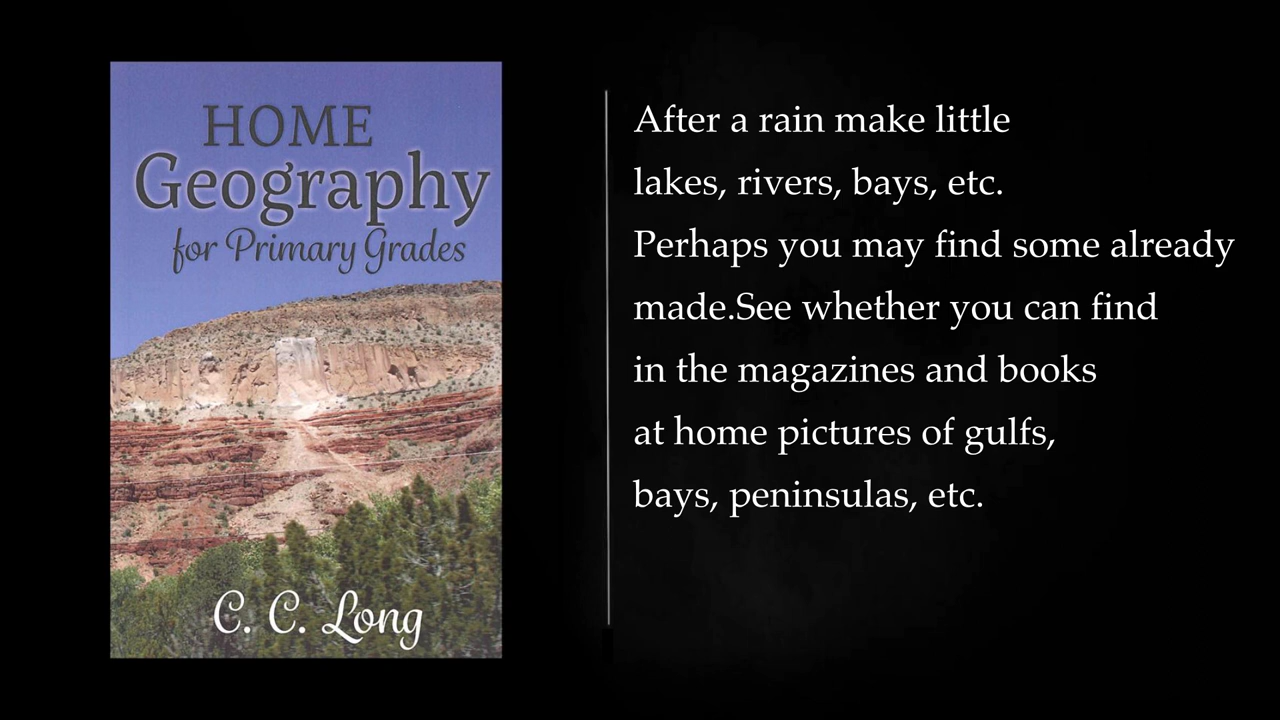 HOME
Geography
for Primary Grades
C. C. Long
After a rain make little
lakes, rivers, bays, etc.
Perhaps you may find some already
made.See whether you can find
in the magazines and books
at home pictures of gulfs,
bays, peninsulas, etc.